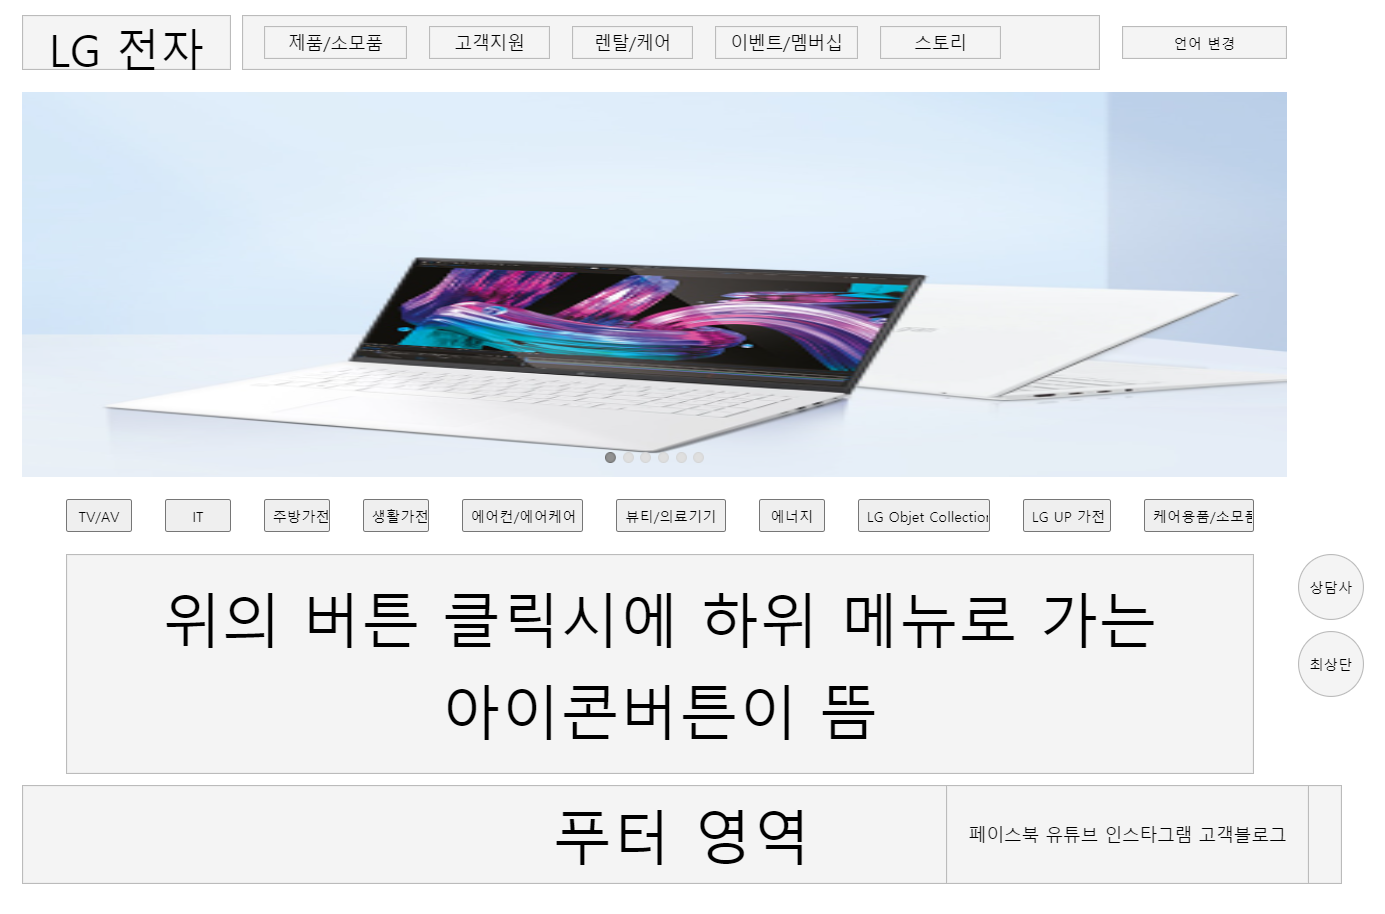 LG 전자
제품/소모품
고객지원
렌탈/케어
이벤트/멤버십
스토리
언어 변경
TV/AV
IT
주방가전
생활가전
에어컨/에어케어
뷰티/의료기기
에너지
LG Objet Collection
LG UP 가전
케어용품/소모품
위의 버튼 클릭시에 하위 메뉴로 가는
아이콘버튼이 뜸
상담사
최상단
푸터 영역
페이스북 유튜브 인스타그램 고객블로그